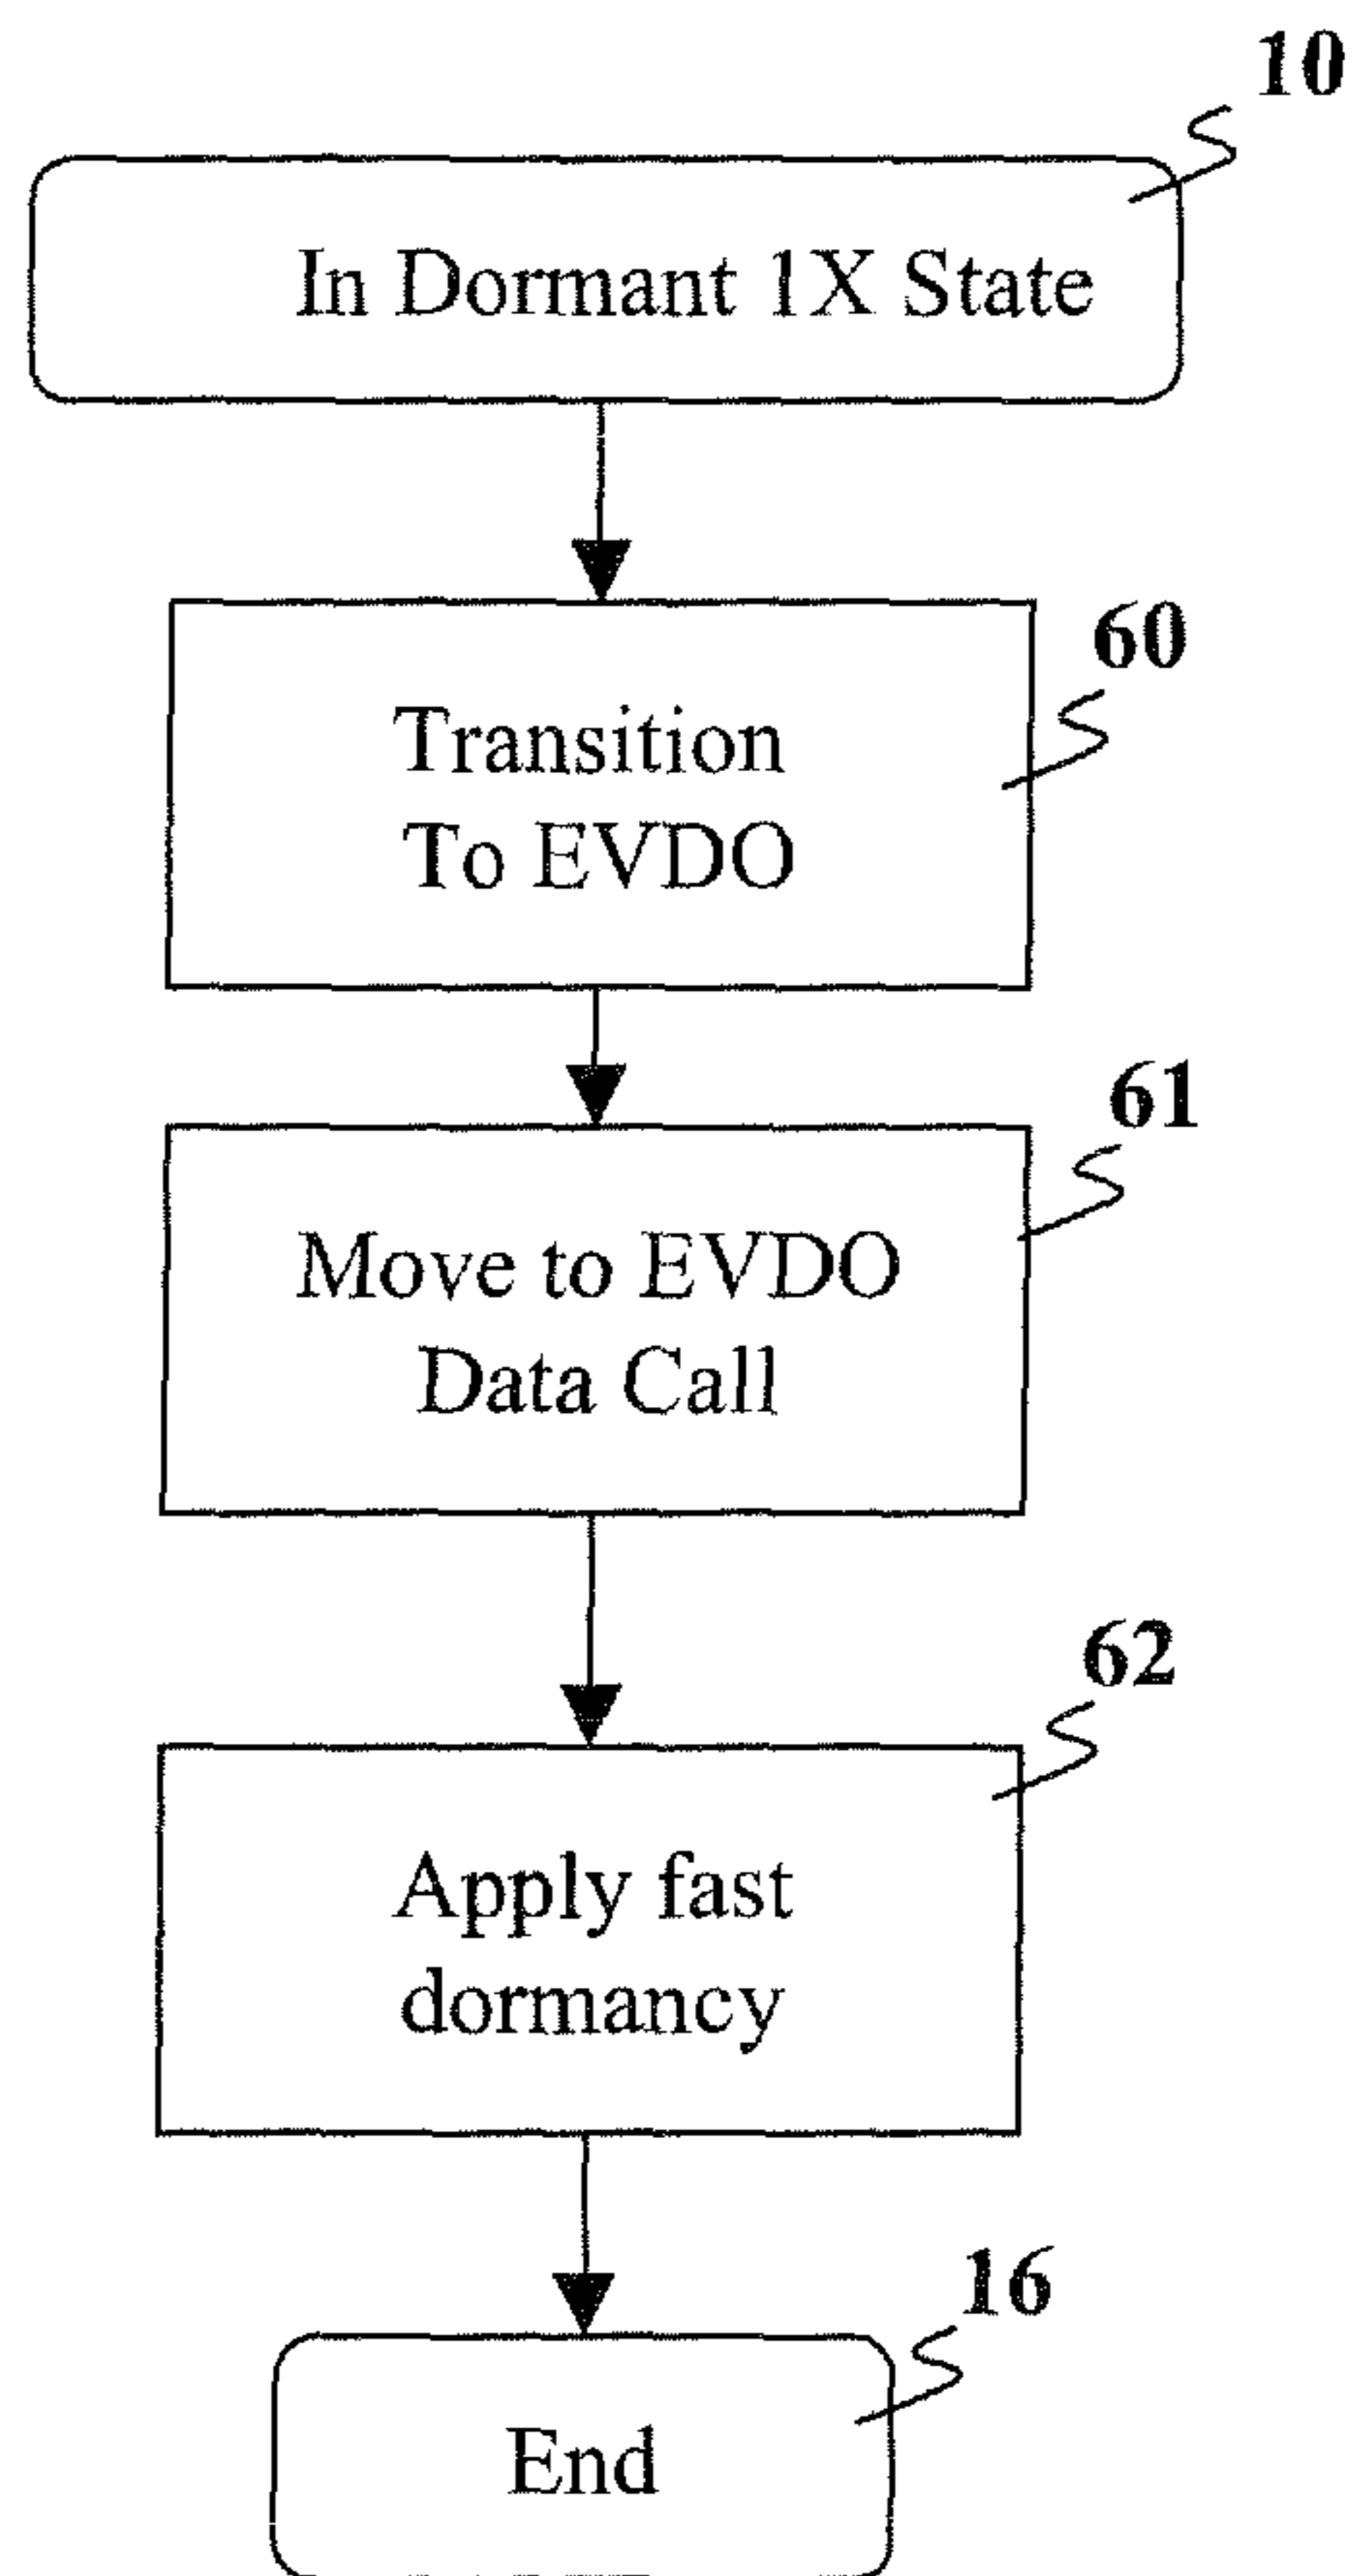 10
In Dormant 1X State
60
Transition
To EVDO
61
Move to EVDO
Data Call
62
Apply fast
dormancy
16
End